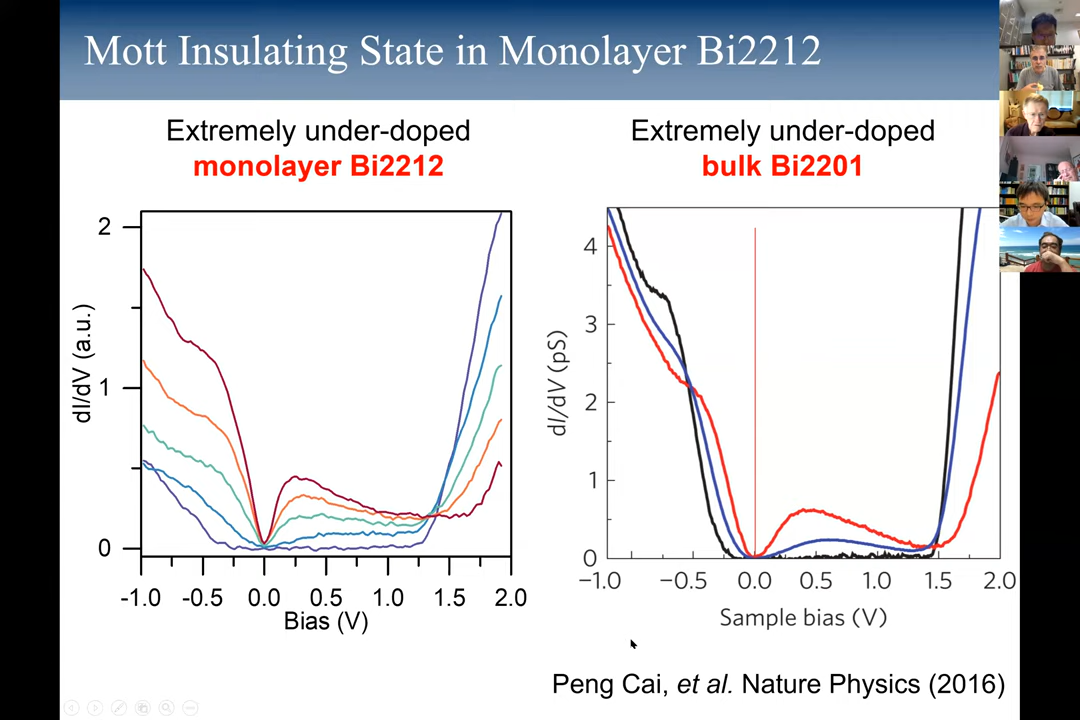 Mott Insulating State in Monolayer Bi2212
Extremely under-doped
monolayer Bi2212
2
1
0
dI/dV (a.u.)
-1.0 -0.5 0.0 0.5 1.0 1.5 2.0
Bias (V)
Extremely under-doped
bulk Bi2201
4
3
2
1
0
dI/dV (pS)
−1.0 −0.5 0.0 0.5 1.0 1.5 2.0
Sample bias (V)
Peng Cai, et al. Nature Physics (2016)